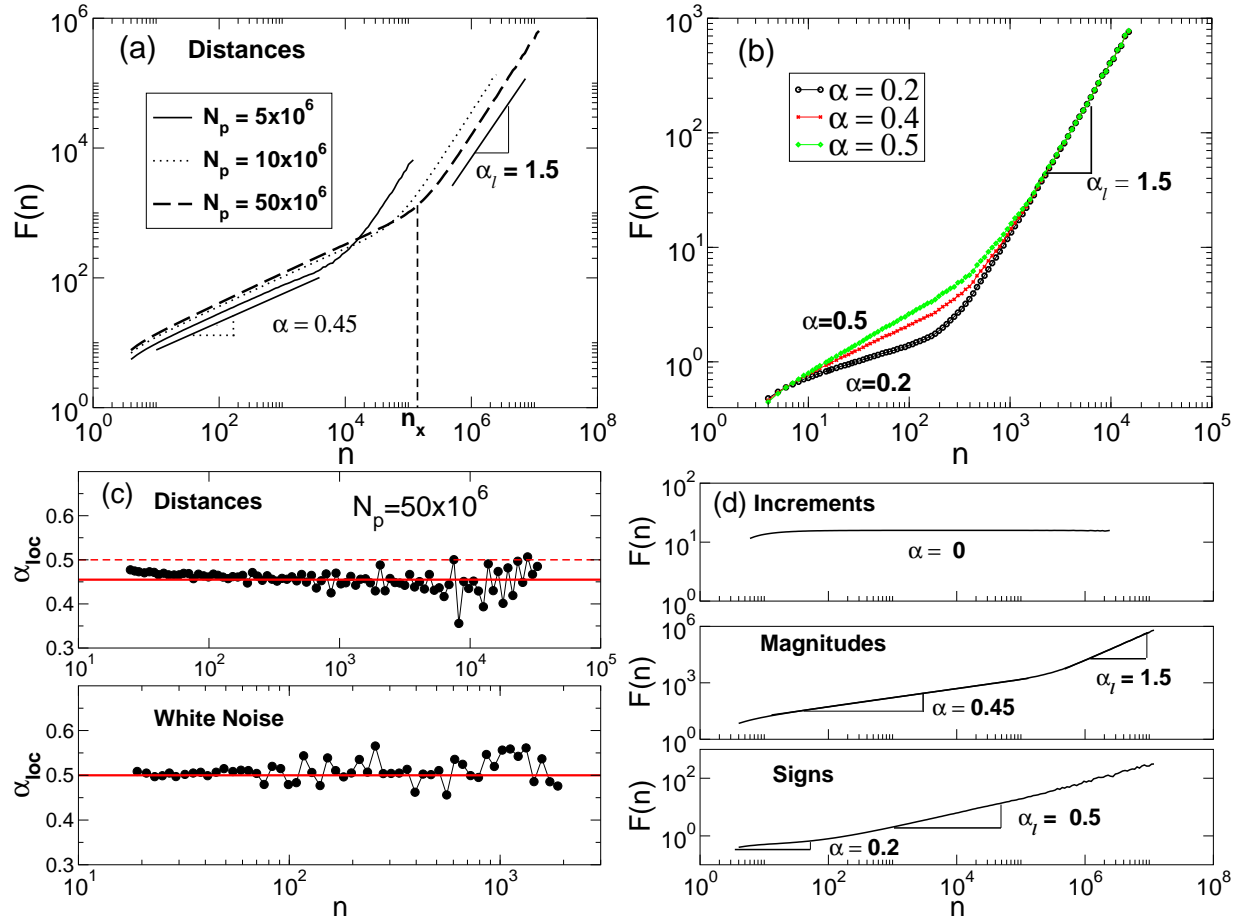 (a) Distances
N_p = 5x10^6
N_p = 10x10^6
N_p = 50x10^6
α_l = 1.5
α = 0.45
n_x
F(n)
10^6
10^4
10^2
10^0
10^0 10^2 10^4 10^6 10^8
n
(b)
α = 0.2
α = 0.4
α = 0.5
α_l = 1.5
α=0.5
α=0.2
F(n)
10^3
10^2
10^1
10^0
10^0 10^1 10^2 10^3 10^4 10^5
n
(c) Distances N_p=50x10^6
α_loc
0.6
0.5
0.4
0.3
10^1 10^2 10^3 10^4 10^5
White Noise
α_loc
0.6
0.5
0.4
0.3
10^2 10^3
n
(d) Increments
α = 0
F(n)
10^2
10^1
10^0
Magnitudes
α_l = 1.5
α = 0.45
F(n)
10^6
10^3
10^0
Signs
α_l = 0.5
α = 0.2
F(n)
10^2
10^0
10^0 10^2 10^4 10^6 10^8
n